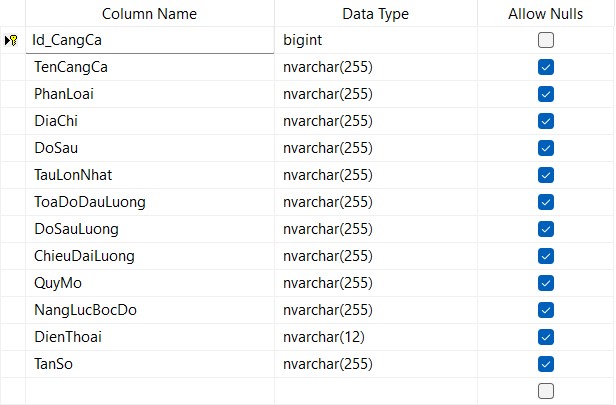 Column Name Data Type Allow Nulls
Id_CangCa bigint
TenCangCa nvarchar(255)
PhanLoai nvarchar(255)
DiaChi nvarchar(255)
DoSau nvarchar(255)
TauLonNhat nvarchar(255)
ToaDoDauLuong nvarchar(255)
DoSauLuong nvarchar(255)
ChieuDaiLuong nvarchar(255)
QuyMo nvarchar(255)
NangLucBocDo nvarchar(255)
DienThoai nvarchar(12)
TanSo nvarchar(255)